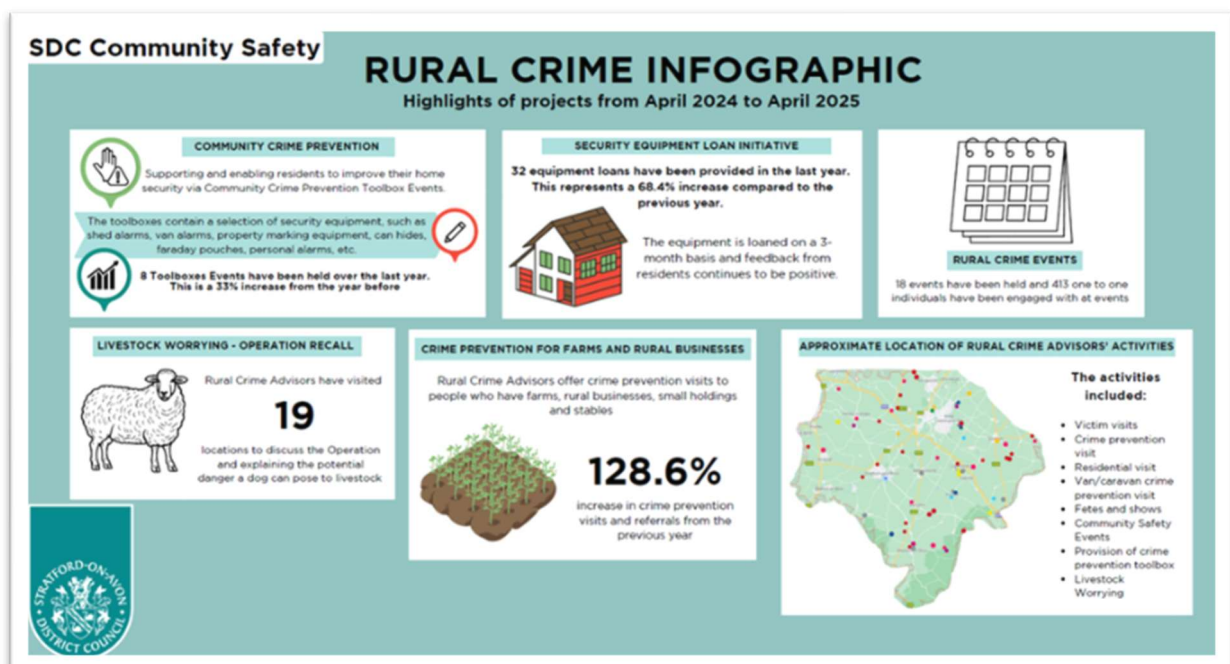 SDC Community Safety
RURAL CRIME INFOGRAPHIC
Highlights of projects from April 2024 to April 2025
COMMUNITY CRIME PREVENTION
Supporting and enabling residents to improve their home
security via Community Crime Prevention Toolbox Events.
The toolboxes contain a selection of security equipment, such as
shed alarms, van alarms, property marking equipment, can hides,
faraday pouches, personal alarms, etc.
8 Toolboxes Events have been held over the last year.
This is a 33% increase from the year before
SECURITY EQUIPMENT LOAN INITIATIVE
32 equipment loans have been provided in the last year.
This represents a 68.4% increase compared to the
previous year.
The equipment is loaned on a 3-
month basis and feedback from
residents continues to be positive.
RURAL CRIME EVENTS
18 events have been held and 413 one to one
individuals have been engaged with at events
LIVESTOCK WORRYING - OPERATION RECALL
Rural Crime Advisors have visited
19
locations to discuss the Operation
and explaining the potential
danger a dog can pose to livestock
CRIME PREVENTION FOR FARMS AND RURAL BUSINESSES
Rural Crime Advisors offer crime prevention visits to
people who have farms, rural businesses, small holdings
and stables
128.6%
increase in crime prevention
visits and referrals from the
previous year
APPROXIMATE LOCATION OF RURAL CRIME ADVISORS' ACTIVITIES
The activities
included:
• Victim visits
• Crime prevention
visit
• Residential visit
• Van/caravan crime
prevention visit
• Fetes and shows
• Community Safety
Events
• Provision of crime
prevention toolbox
• Livestock
Worrying
STRATFORD-ON-AVON
DISTRICT COUNCIL